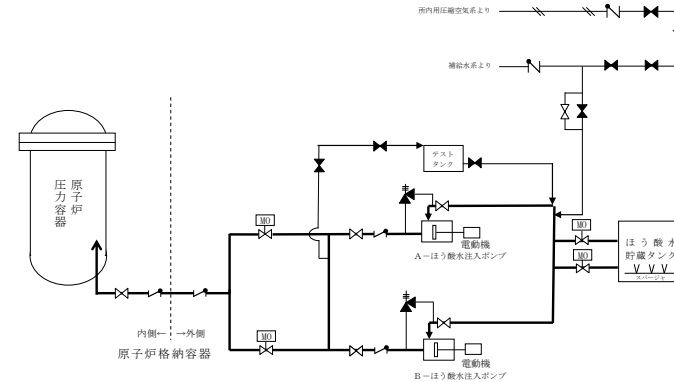 所内用圧縮空気系より
補給水系より
テスト
タンク
原子炉
圧力容器
MO
MO
MO
ほう酸水
貯蔵タンク
スパージャ
電動機
A－ほう酸水注入ポンプ
内側←
→外側
原子炉格納容器
MO
電動機
B－ほう酸水注入ポンプ